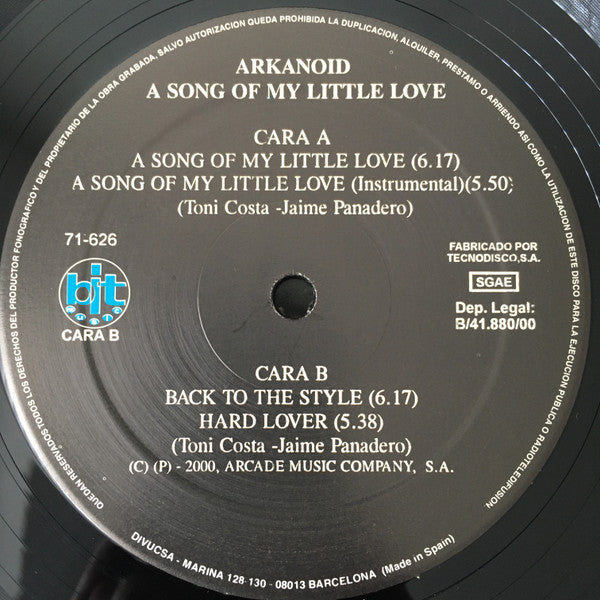 QUEDAN RESERVADOS TODOS LOS DERECHOS DEL PRODUCTOR FONOGRAFICO Y DEL PROPIETARIO DE LA OBRA GRABADA. SALVO AUTORIZACION QUEDA PROHIBIDA LA DUPLICACION, ALQUILER, PRESTAMO O ARRIENDO ASI COMO LA UTILIZACION DE ESTE DISCO PARA LA EJECUCION PUBLICA O RADIOTELEDIFUSION
ARKANOID
A SONG OF MY LITTLE LOVE
CARA A
A SONG OF MY LITTLE LOVE (6.17)
A SONG OF MY LITTLE LOVE (Instrumental)(5.50)
(Toni Costa -Jaime Panadero)
71-626
bit
music
CARA B
FABRICADO POR
TECNODISCO,S.A.
SGAE
Dep. Legal:
B/41.880/00
CARA B
BACK TO THE STYLE (6.17)
HARD LOVER (5.38)
(Toni Costa -Jaime Panadero)
(C) (P) - 2000, ARCADE MUSIC COMPANY, S.A.
DIVUCSA - MARINA 128-130 - 08013 BARCELONA (Made in Spain)